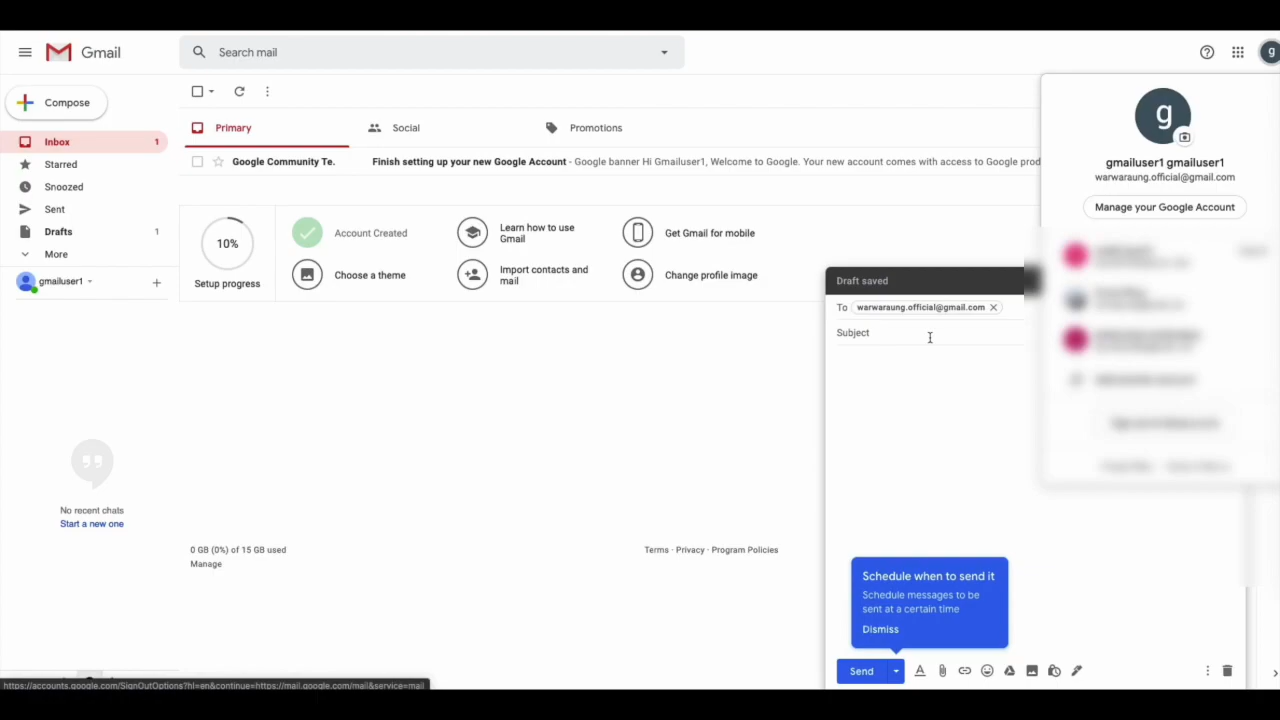 Gmail
Search mail
g
Compose
Inbox 1
Starred
Snoozed
Sent
Drafts 1
More
gmailuser1
Primary
Social
Promotions
Google Community Te. Finish setting up your new Google Account - Google banner Hi Gmailuser1, Welcome to Google. Your new account comes with access to Google prod
10%
Setup progress
Account Created
Learn how to use
Gmail
Get Gmail for mobile
Choose a theme
Import contacts and
mail
Change profile image
g
gmailuser1 gmailuser1
warwaraung.official@gmail.com
Manage your Google Account
Draft saved
To warwaraung.official@gmail.com
Subject
No recent chats
Start a new one
0 GB (0%) of 15 GB used
Manage
Terms · Privacy · Program Policies
Schedule when to send it
Schedule messages to be
sent at a certain time
Dismiss
Send
https://accounts.google.com/SignOutOptions?hl=en&continue=https://mail.google.com/mail&service=mail